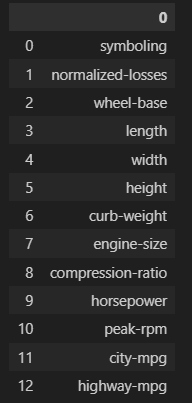 0
0 symboling
1 normalized-losses
2 wheel-base
3 length
4 width
5 height
6 curb-weight
7 engine-size
8 compression-ratio
9 horsepower
10 peak-rpm
11 city-mpg
12 highway-mpg